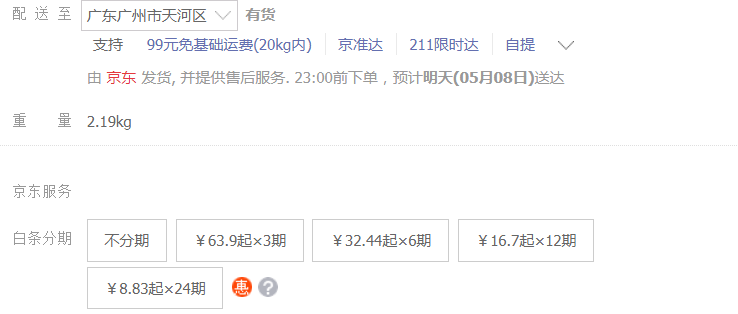 配送至 广东广州市天河区 有货
支持 99元免基础运费(20kg内) 京准达 211限时达 自提
由 京东 发货, 并提供售后服务. 23:00前下单，预计明天(05月08日)送达
重量 2.19kg
京东服务
白条分期 不分期 ￥63.9起×3期 ￥32.44起×6期 ￥16.7起×12期
￥8.83起×24期 惠 ?